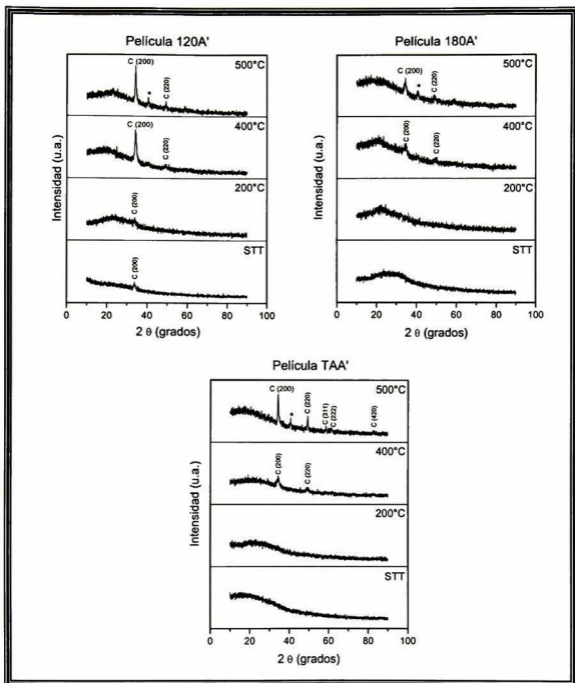 Película 120A'
C (200)
*
C (220)
500°C
C (200)
C (220)
400°C
C (200)
200°C
C (200)
STT
Intensidad (u.a.)
0 20 40 60 80 100
2 θ (grados)
Película 180A'
C (200)
*
C (220)
500°C
C (200)
C (220)
400°C
200°C
STT
Intensidad (u.a.)
0 20 40 60 80 100
2 θ (grados)
Película TAA'
C (200)
*
C (220)
C (311)
C (222)
C (420)
500°C
C (200)
C (220)
400°C
200°C
STT
Intensidad (u.a.)
0 20 40 60 80 100
2 θ (grados)